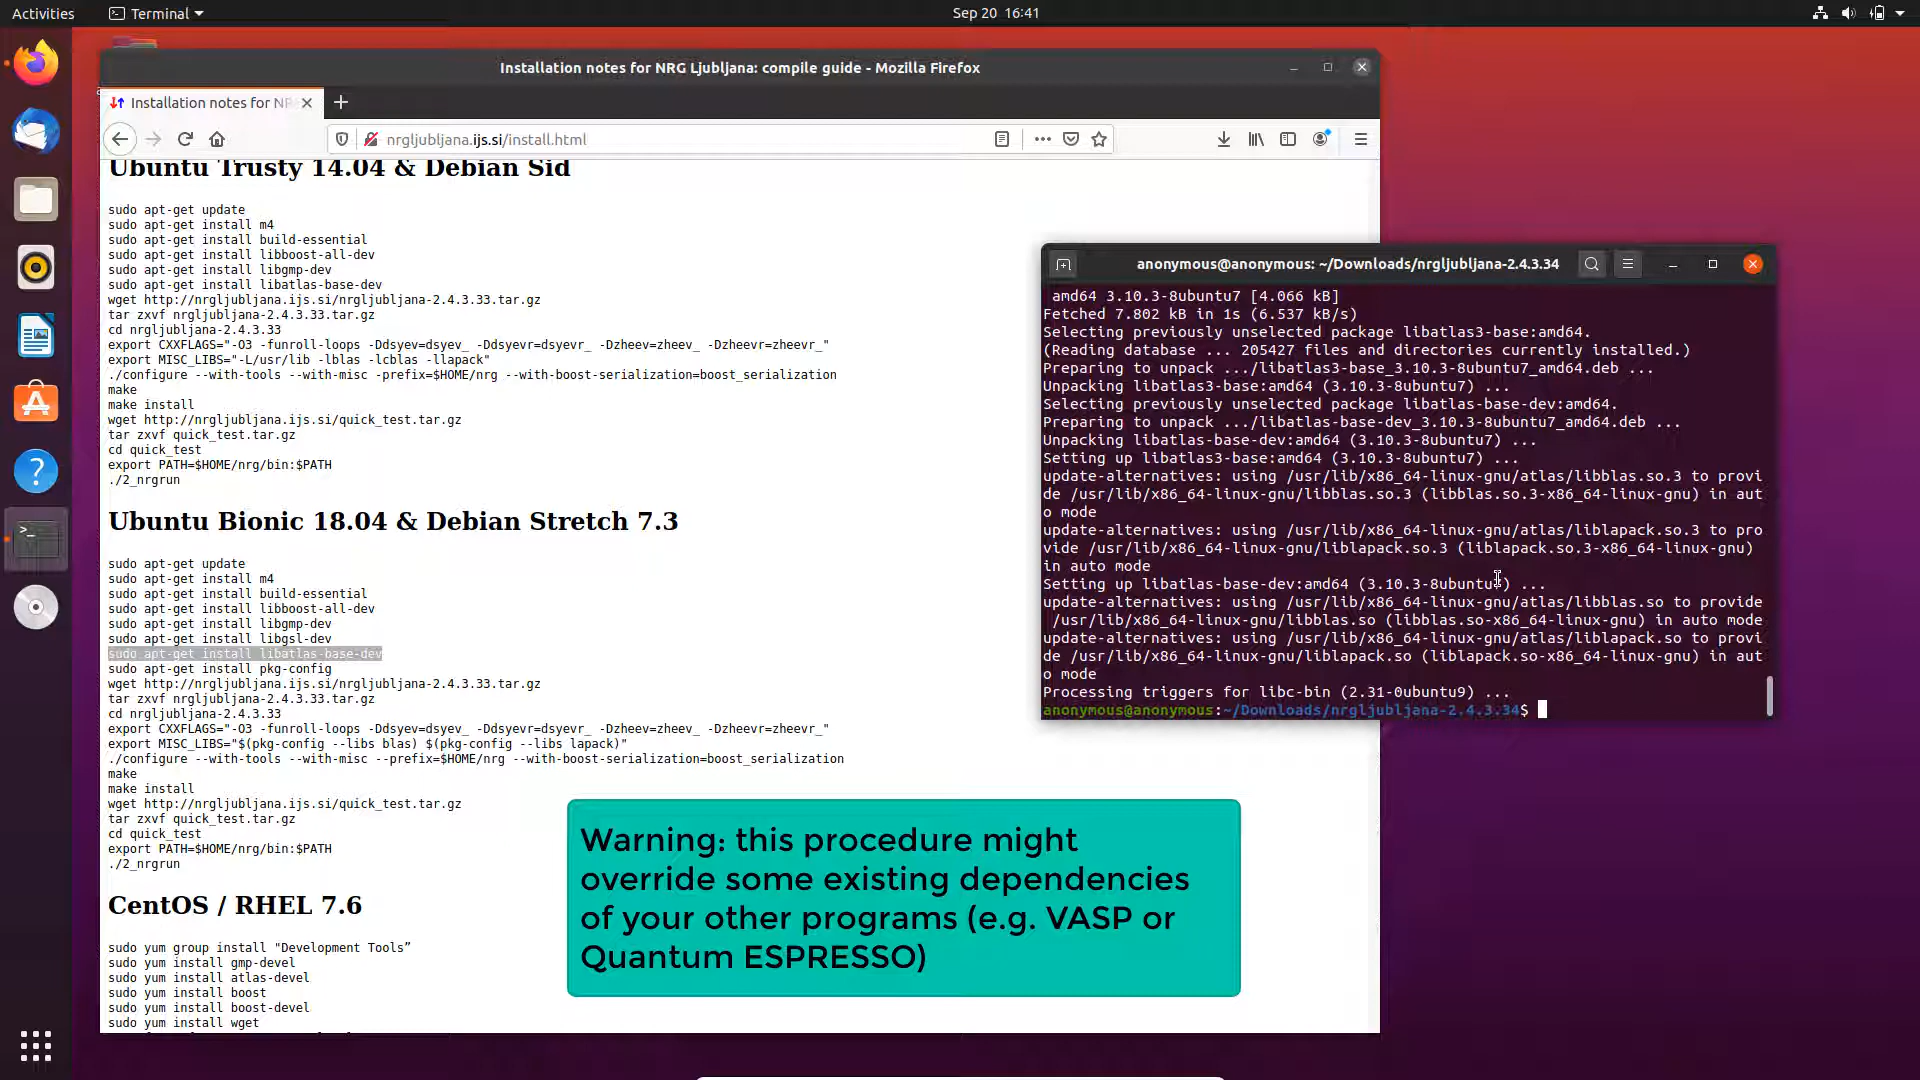 Activities
Terminal
Sep 20 16:41
Installation notes for NRG Ljubljana: compile guide - Mozilla Firefox
Installation notes for NR
nrgljubljana.ijs.si/install.html
Ubuntu Trusty 14.04 & Debian Sid
sudo apt-get update
sudo apt-get install m4
sudo apt-get install build-essential
sudo apt-get install libboost-all-dev
sudo apt-get install libgmp-dev
sudo apt-get install libatlas-base-dev
wget http://nrgljubljana.ijs.si/nrgljubljana-2.4.3.33.tar.gz
tar zxvf nrgljubljana-2.4.3.33.tar.gz
cd nrgljubljana-2.4.3.33
export CXXFLAGS="-O3 -funroll-loops -Ddsyev=dsyev_ -Ddsyevr=dsyevr_ -Dzheev=zheev_ -Dzheevr=zheevr_"
export MISC_LIBS="-L/usr/lib -lblas -lcblas -llapack"
./configure --with-tools --with-misc -prefix=$HOME/nrg --with-boost-serialization=boost_serialization
make
make install
wget http://nrgljubljana.ijs.si/quick_test.tar.gz
tar zxvf quick_test.tar.gz
cd quick_test
export PATH=$HOME/nrg/bin:$PATH
./2_nrgrun
Ubuntu Bionic 18.04 & Debian Stretch 7.3
sudo apt-get update
sudo apt-get install m4
sudo apt-get install build-essential
sudo apt-get install libboost-all-dev
sudo apt-get install libgmp-dev
sudo apt-get install libgsl-dev
sudo apt-get install libatlas-base-dev
sudo apt-get install pkg-config
wget http://nrgljubljana.ijs.si/nrgljubljana-2.4.3.33.tar.gz
tar zxvf nrgljubljana-2.4.3.33.tar.gz
cd nrgljubljana-2.4.3.33
export CXXFLAGS="-O3 -funroll-loops -Ddsyev=dsyev_ -Ddsyevr=dsyevr_ -Dzheev=zheev_ -Dzheevr=zheevr_"
export MISC_LIBS="$(pkg-config --libs blas) $(pkg-config --libs lapack)"
./configure --with-tools --with-misc --prefix=$HOME/nrg --with-boost-serialization=boost_serialization
make
make install
wget http://nrgljubljana.ijs.si/quick_test.tar.gz
tar zxvf quick_test.tar.gz
cd quick_test
export PATH=$HOME/nrg/bin:$PATH
./2_nrgrun
CentOS / RHEL 7.6
sudo yum group install "Development Tools”
sudo yum install gmp-devel
sudo yum install atlas-devel
sudo yum install boost
sudo yum install boost-devel
sudo yum install wget
anonymous@anonymous: ~/Downloads/nrgljubljana-2.4.3.34
amd64 3.10.3-8ubuntu7 [4.066 kB]
Fetched 7.802 kB in 1s (6.537 kB/s)
Selecting previously unselected package libatlas3-base:amd64.
(Reading database ... 205427 files and directories currently installed.)
Preparing to unpack .../libatlas3-base_3.10.3-8ubuntu7_amd64.deb ...
Unpacking libatlas3-base:amd64 (3.10.3-8ubuntu7) ...
Selecting previously unselected package libatlas-base-dev:amd64.
Preparing to unpack .../libatlas-base-dev_3.10.3-8ubuntu7_amd64.deb ...
Unpacking libatlas-base-dev:amd64 (3.10.3-8ubuntu7) ...
Setting up libatlas3-base:amd64 (3.10.3-8ubuntu7) ...
update-alternatives: using /usr/lib/x86_64-linux-gnu/atlas/libblas.so.3 to provi
de /usr/lib/x86_64-linux-gnu/libblas.so.3 (libblas.so.3-x86_64-linux-gnu) in aut
o mode
update-alternatives: using /usr/lib/x86_64-linux-gnu/atlas/liblapack.so.3 to pro
vide /usr/lib/x86_64-linux-gnu/liblapack.so.3 (liblapack.so.3-x86_64-linux-gnu)
in auto mode
Setting up libatlas-base-dev:amd64 (3.10.3-8ubuntu7) ...
update-alternatives: using /usr/lib/x86_64-linux-gnu/atlas/libblas.so to provide
/usr/lib/x86_64-linux-gnu/libblas.so (libblas.so-x86_64-linux-gnu) in auto mode
update-alternatives: using /usr/lib/x86_64-linux-gnu/atlas/liblapack.so to provi
de /usr/lib/x86_64-linux-gnu/liblapack.so (liblapack.so-x86_64-linux-gnu) in aut
o mode
Processing triggers for libc-bin (2.31-0ubuntu9) ...
anonymous@anonymous:~/Downloads/nrgljubljana-2.4.3.34$
Warning: this procedure might
override some existing dependencies
of your other programs (e.g. VASP or
Quantum ESPRESSO)